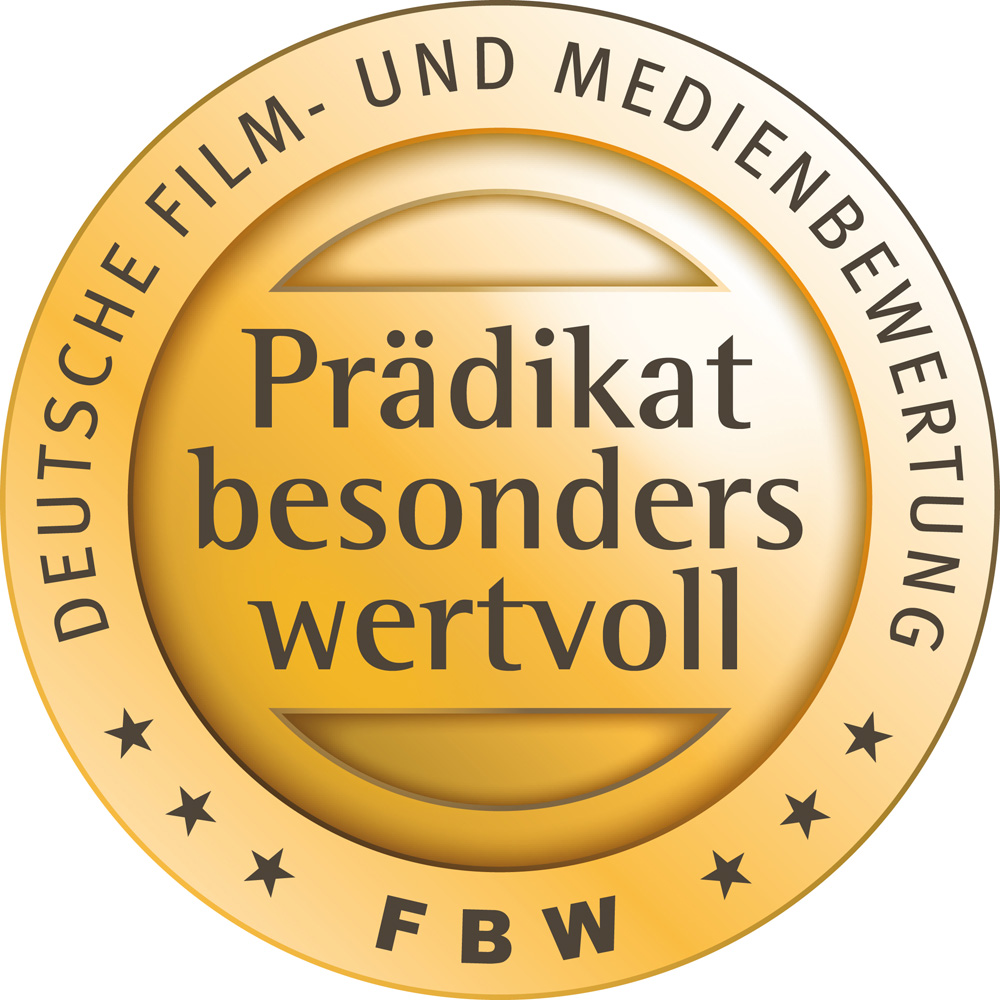 DEUTSCHE FILM- UND MEDIENBEWERTUNG
Prädikat
besonders
wertvoll
FBW